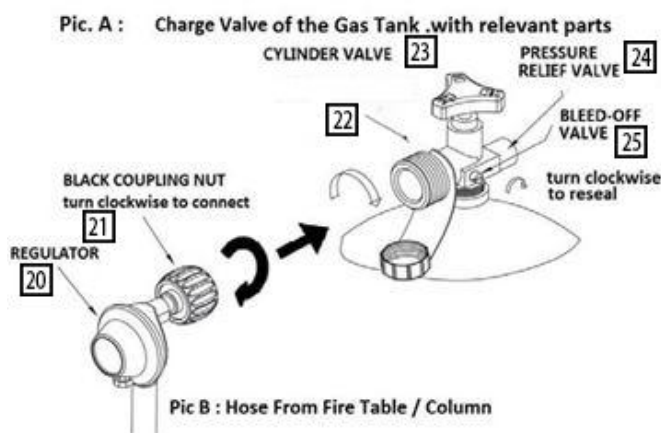 Pic. A : Charge Valve of the Gas Tank .with relevant parts
CYLINDER VALVE 23
PRESSURE 24
RELIEF VALVE
22
BLEED-OFF
VALVE 25
turn clockwise
to reseal
BLACK COUPLING NUT
turn clockwise to connect
21
REGULATOR
20
Pic B : Hose From Fire Table / Column